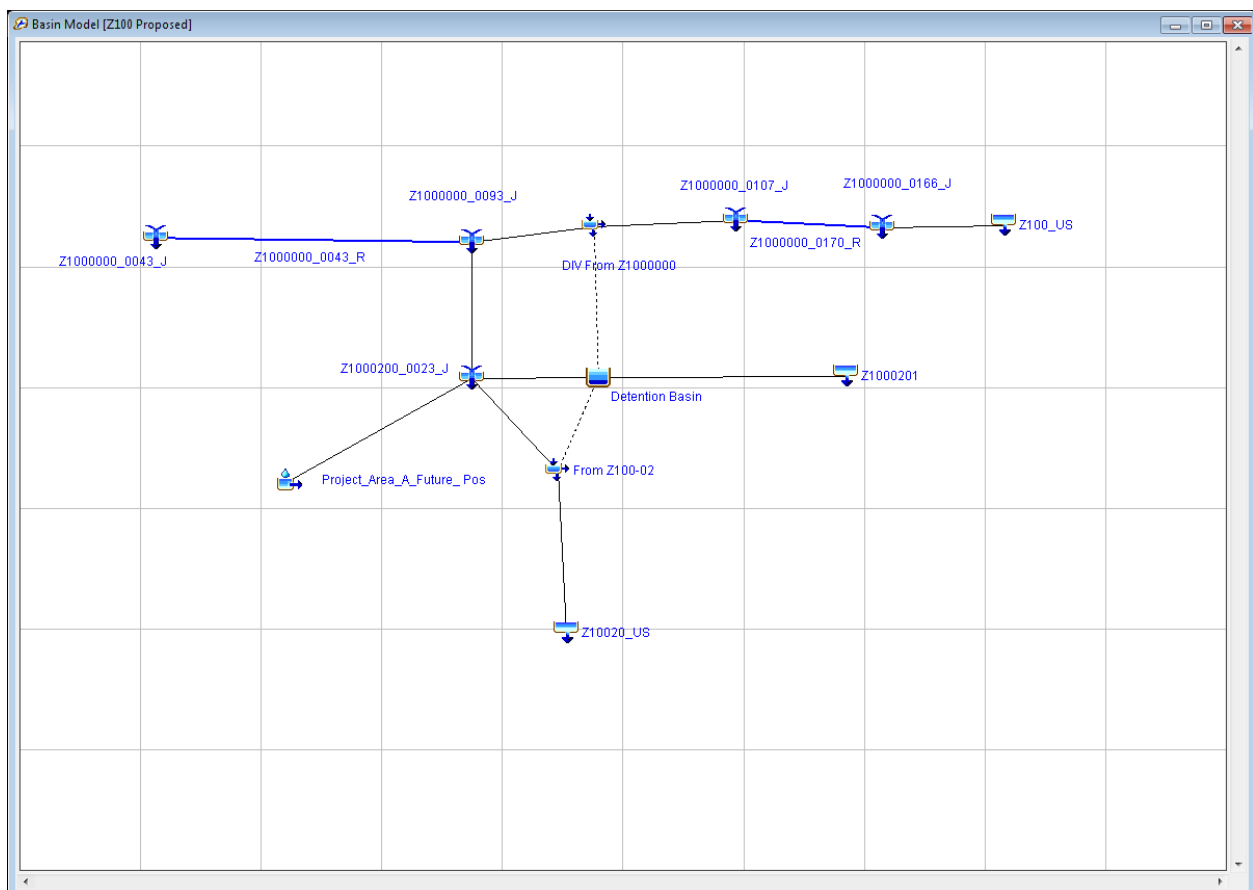 Basin Model [Z100 Proposed]
Z1000000_0107_J
Z1000000_0166_J
Z1000000_0093_J
Z100_US
Z1000000_0170_R
Z1000000_0043_J
Z1000000_0043_R
DIV From Z1000000
Z1000200_0023_J
Z1000201
Detention Basin
From Z100-02
Project_Area_A_Future_ Pos
Z10020_US